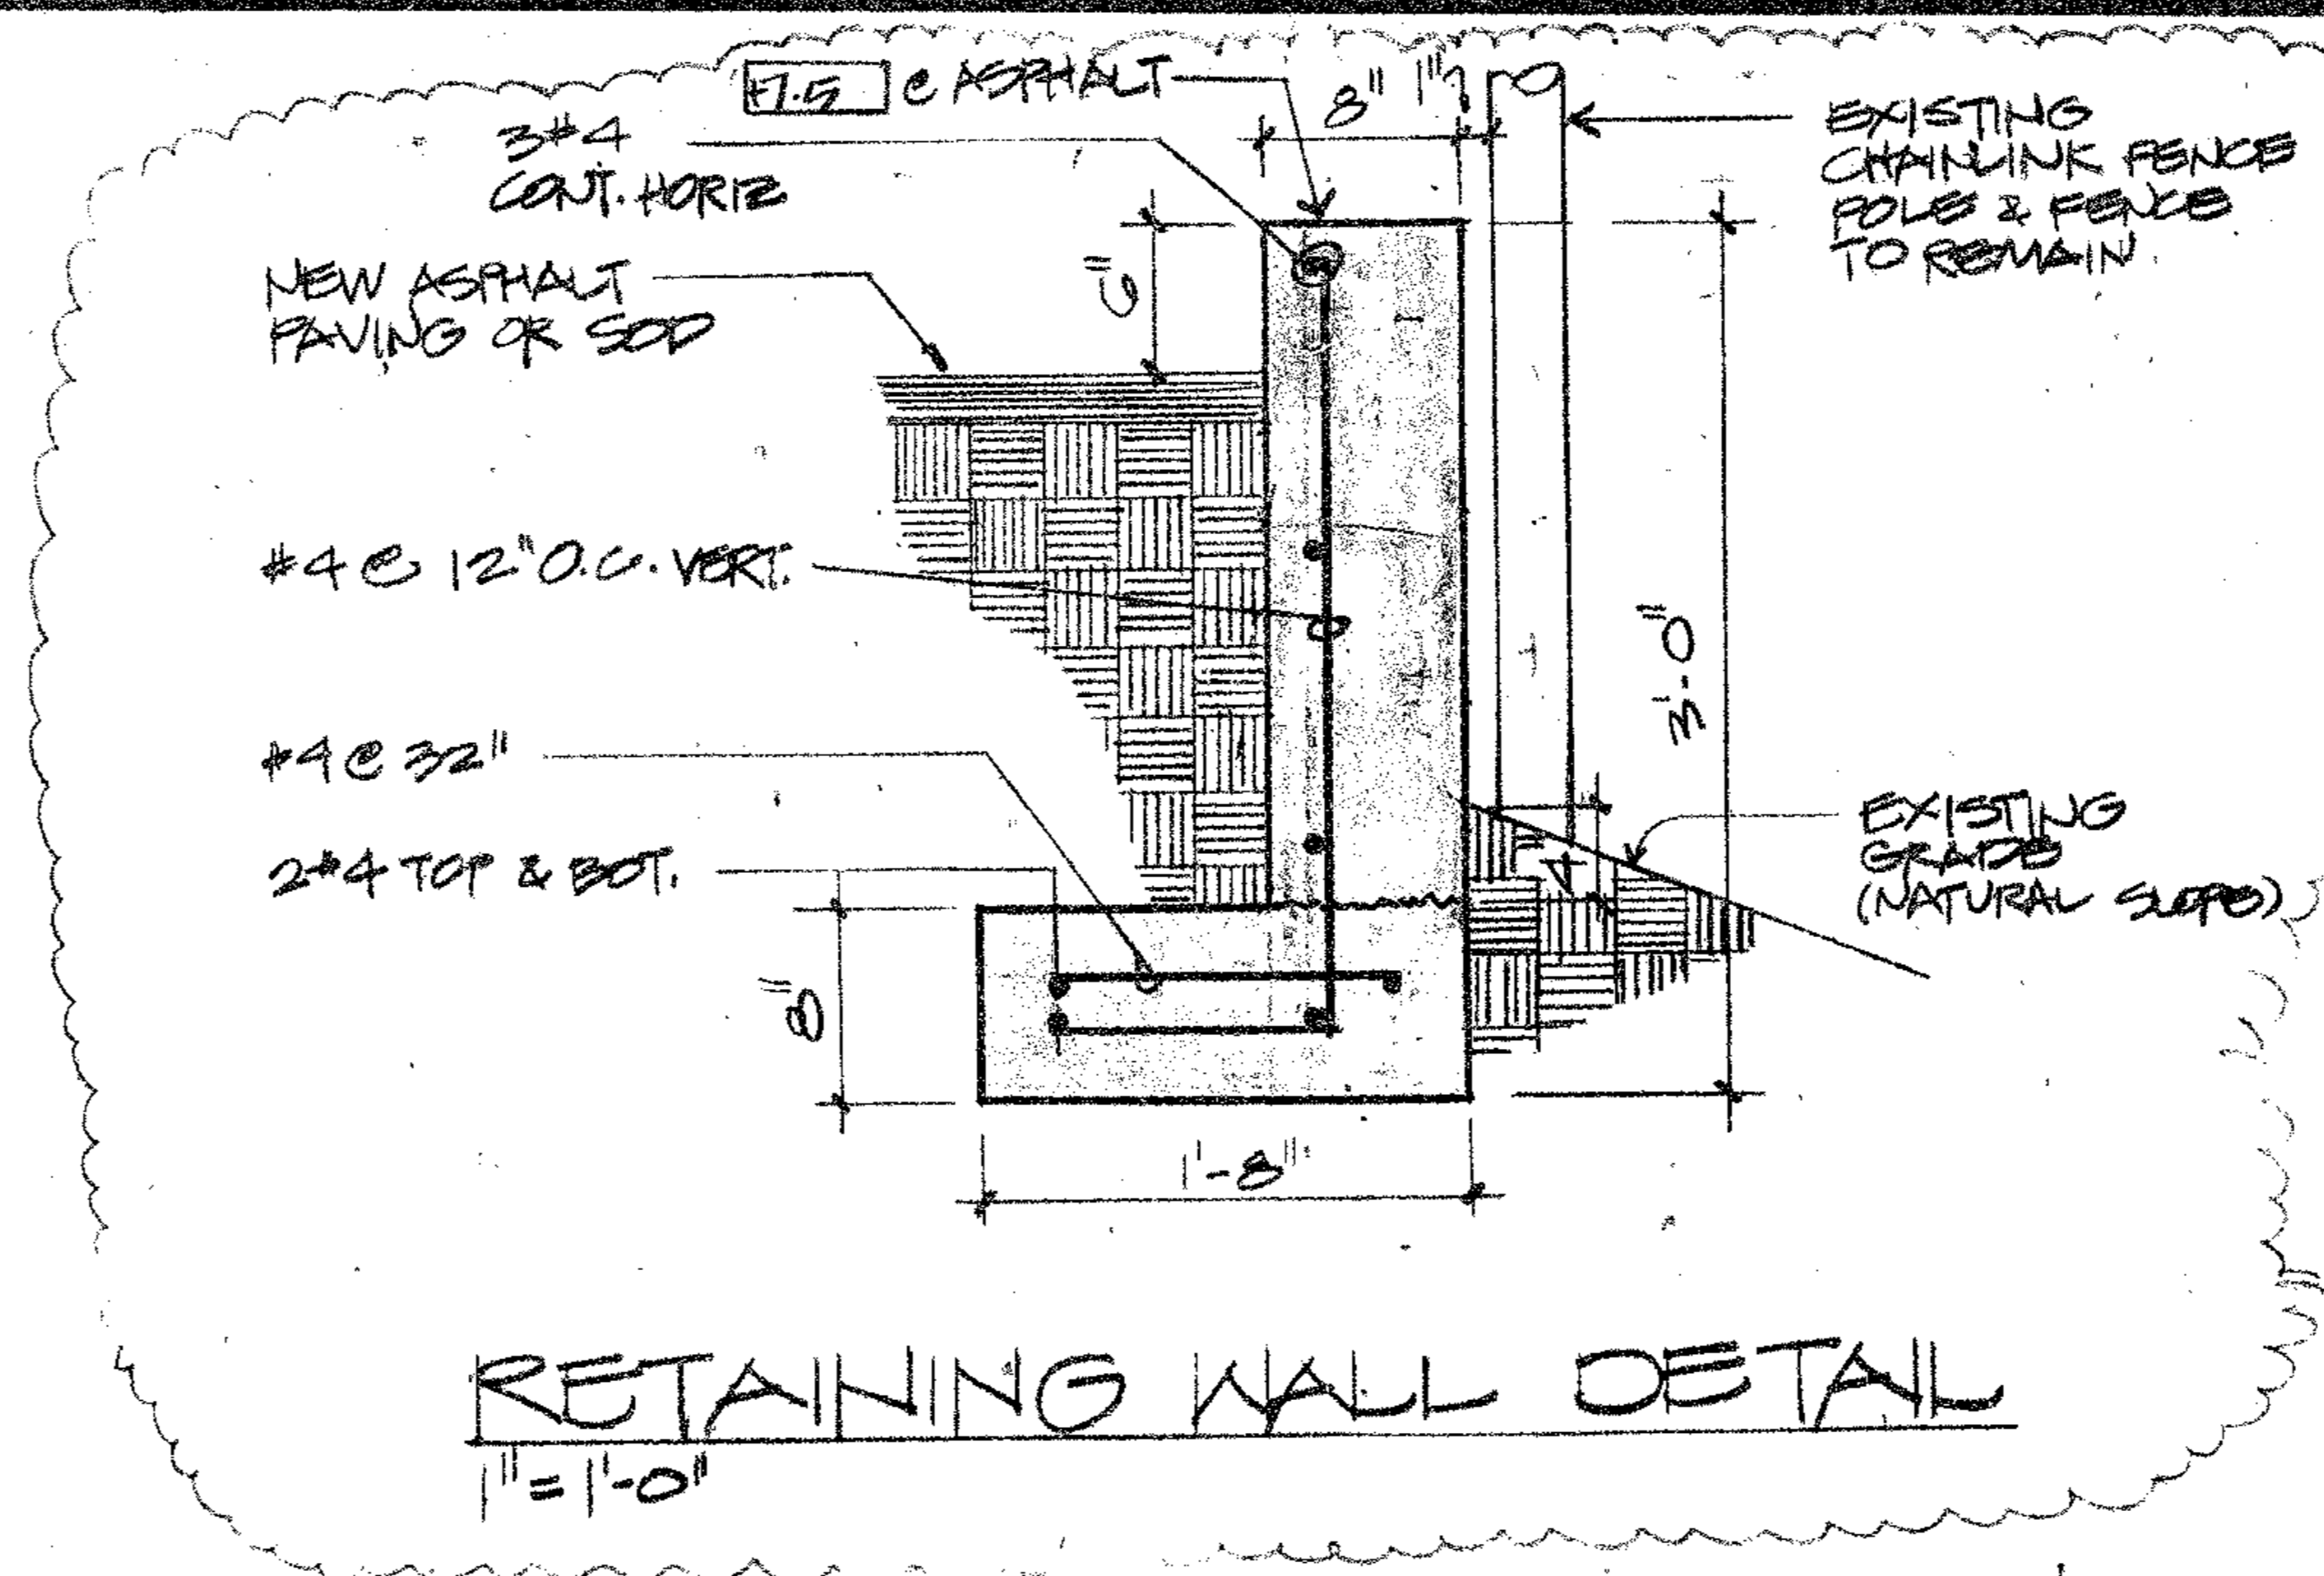 +7.5 @ ASPHALT
8" 1"
3#4
CONT. HORIZ
EXISTING
CHAINLINK FENCE
POLE & FENCE
TO REMAIN.
6"
NEW ASPHALT
PAVING OR SOD
#4 @ 12" O.C. VERT.
3'-0"
#4 @ 32"
2#4 TOP & BOT.
4"
EXISTING
GRADE
(NATURAL SLOPE)
8"
1'-8"
RETAINING WALL DETAIL
1" = 1'-0"